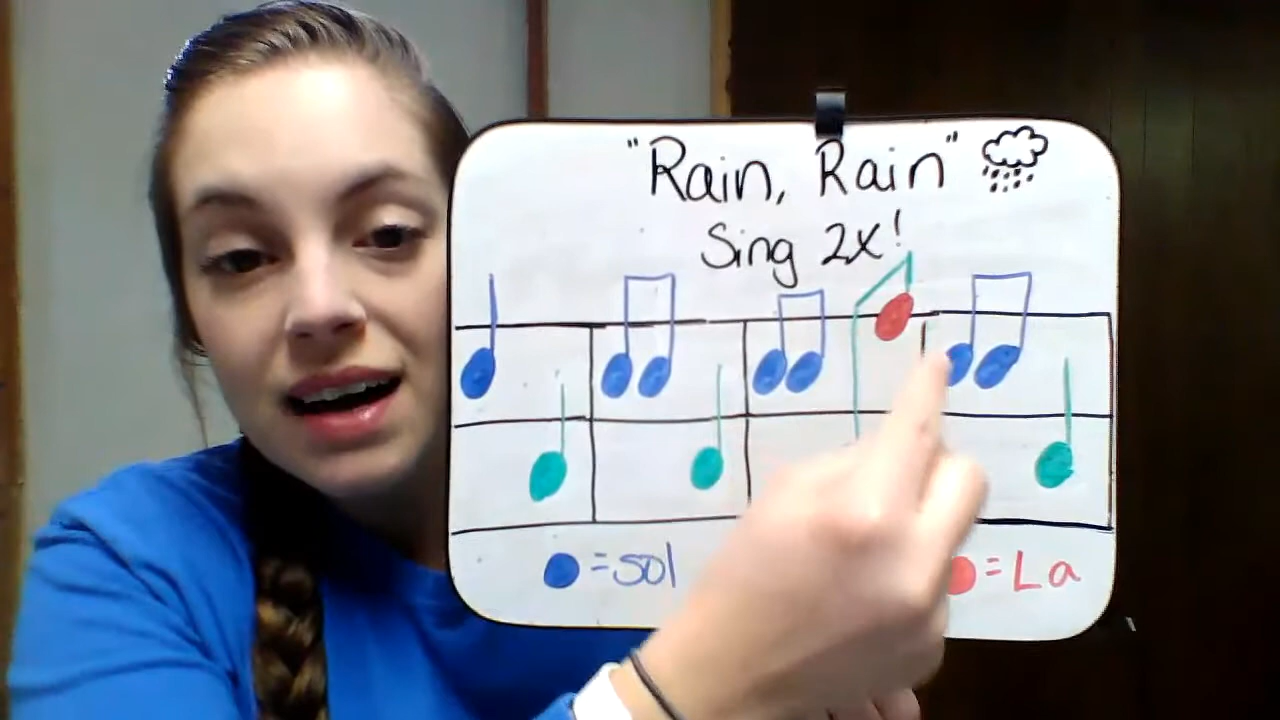 "Rain, Rain"
Sing 2x!
= Sol = La